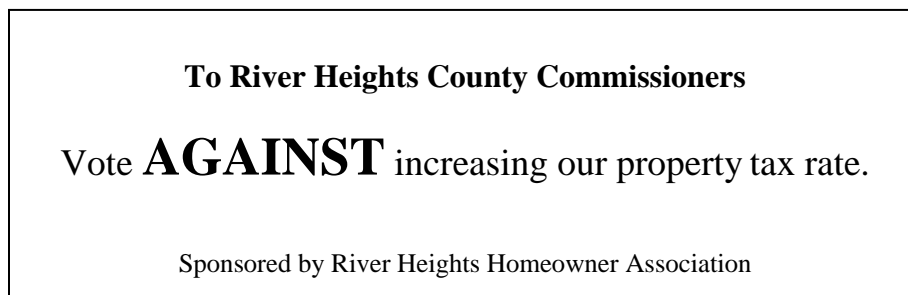 To River Heights County Commissioners
Vote AGAINST increasing our property tax rate.
Sponsored by River Heights Homeowner Association